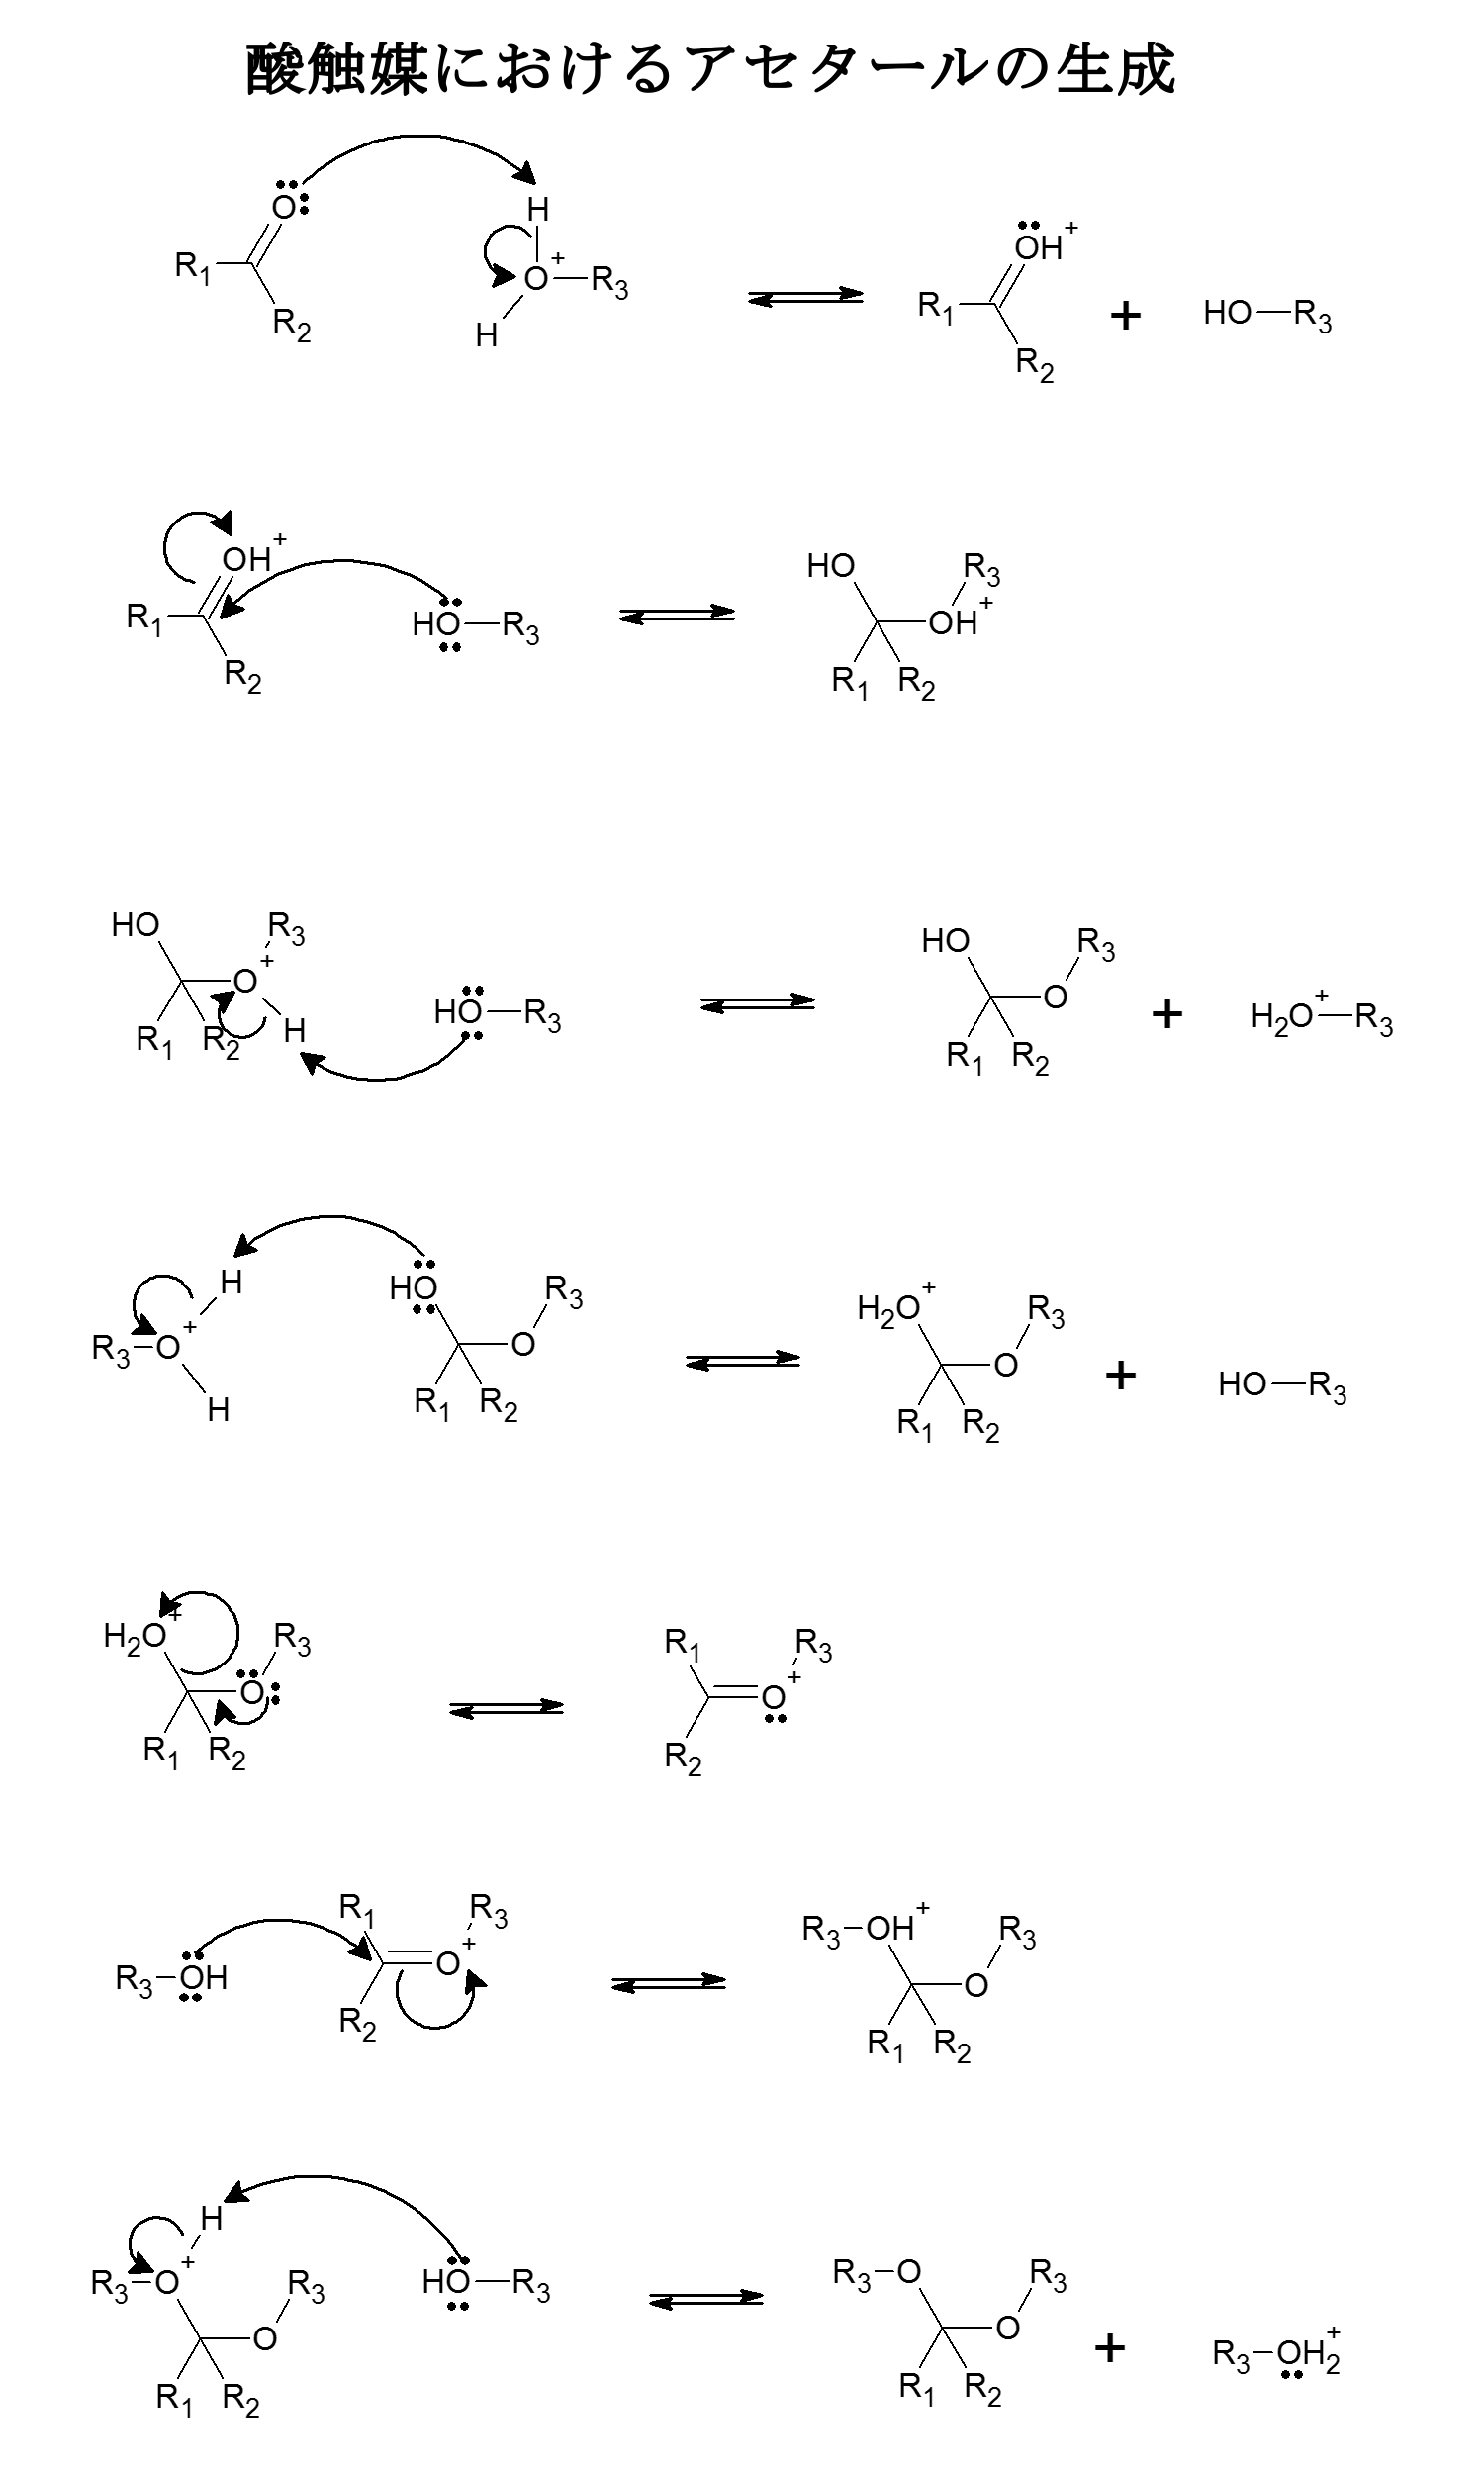 酸触媒におけるアセタールの生成
O H
R1 R2 H O + R3 OH+ R1 R2 + HO R3
OH+ R1 R2 HO R3 HO R3 OH+ R1 R2
HO R3 O + R1 R2 H HO R3 HO R3 O R1 R2 + H2O+ R3
H R3 O + H HO R3 O R1 R2 H2O+ R3 O R1 R2 + HO R3
H2O+ R3 O R1 R2 R1 R3 O + R2
R3 OH R1 R3 O + R2 R3 OH+ R3 O R1 R2
H R3 O + R3 O R1 R2 HO R3 R3 O R3 O R1 R2 + R3 OH2+